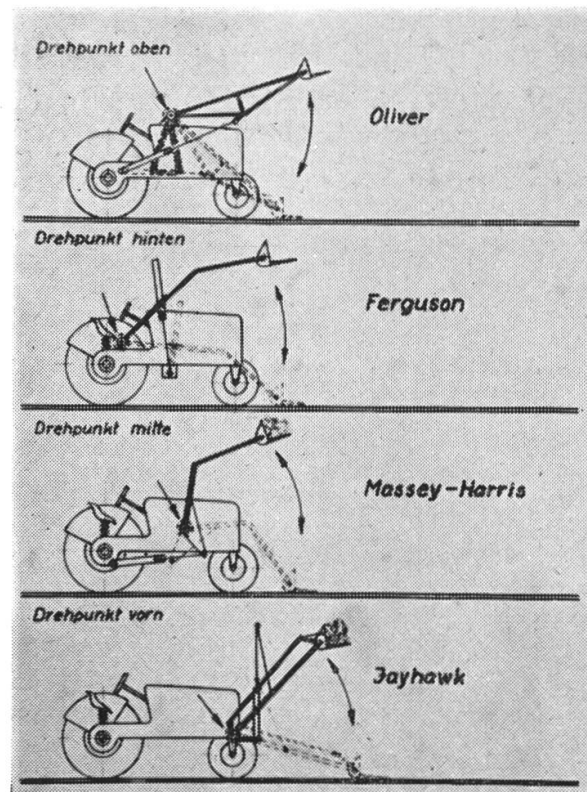 Drehpunkt oben
Oliver
Drehpunkt hinten
Ferguson
Drehpunkt mitte
Massey-Harris
Drehpunkt vorn
Jayhawk